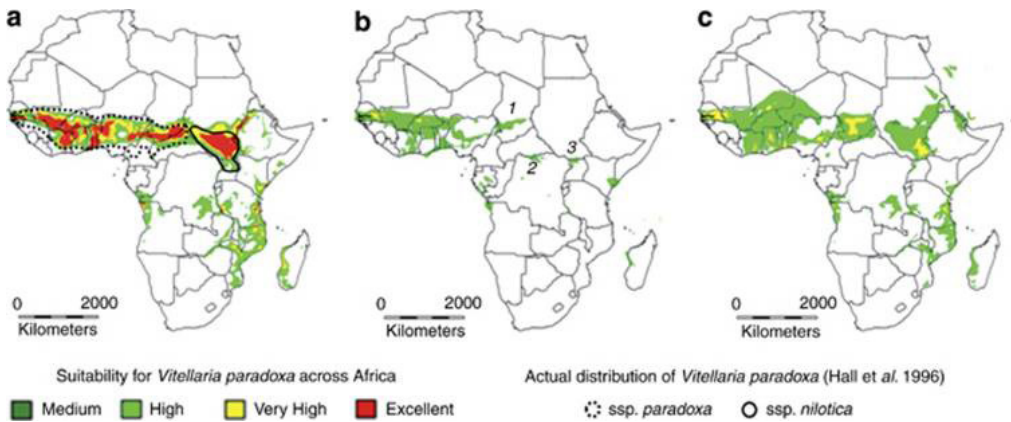 a
b
c
1
2
3
0 2000
Kilometers
0 2000
Kilometers
0 2000
Kilometers
Suitability for Vitellaria paradoxa across Africa
Actual distribution of Vitellaria paradoxa (Hall et al. 1996)
Medium High Very High Excellent
ssp. paradoxa ssp. nilotica